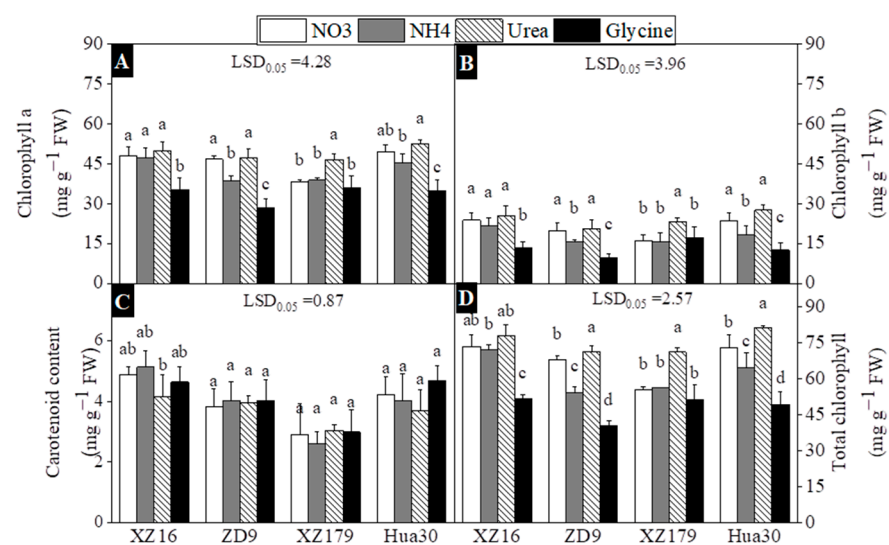 NO3 NH4 Urea Glycine
A
LSD0.05 =4.28
90
75
60
45
30
15
0
Chlorophyll a
(mg g−1 FW)
a a a b
a b a c
b b a b
ab b a c
B
LSD0.05 =3.96
90
75
60
45
30
15
0
Chlorophyll b
(mg g−1 FW)
a a a b
a b a c
b b a b
a b a c
C
LSD0.05 =0.87
6
4
2
0
Carotenoid content
(mg g−1 FW)
ab ab b ab
a a a a
a a a a
a a a a
XZ16 ZD9 XZ179 Hua30
D
LSD0.05 =2.57
90
75
60
45
30
15
0
Total chlorophyll
(mg g−1 FW)
ab b ab c
b c a d
b b a b
b c a d
XZ16 ZD9 XZ179 Hua30